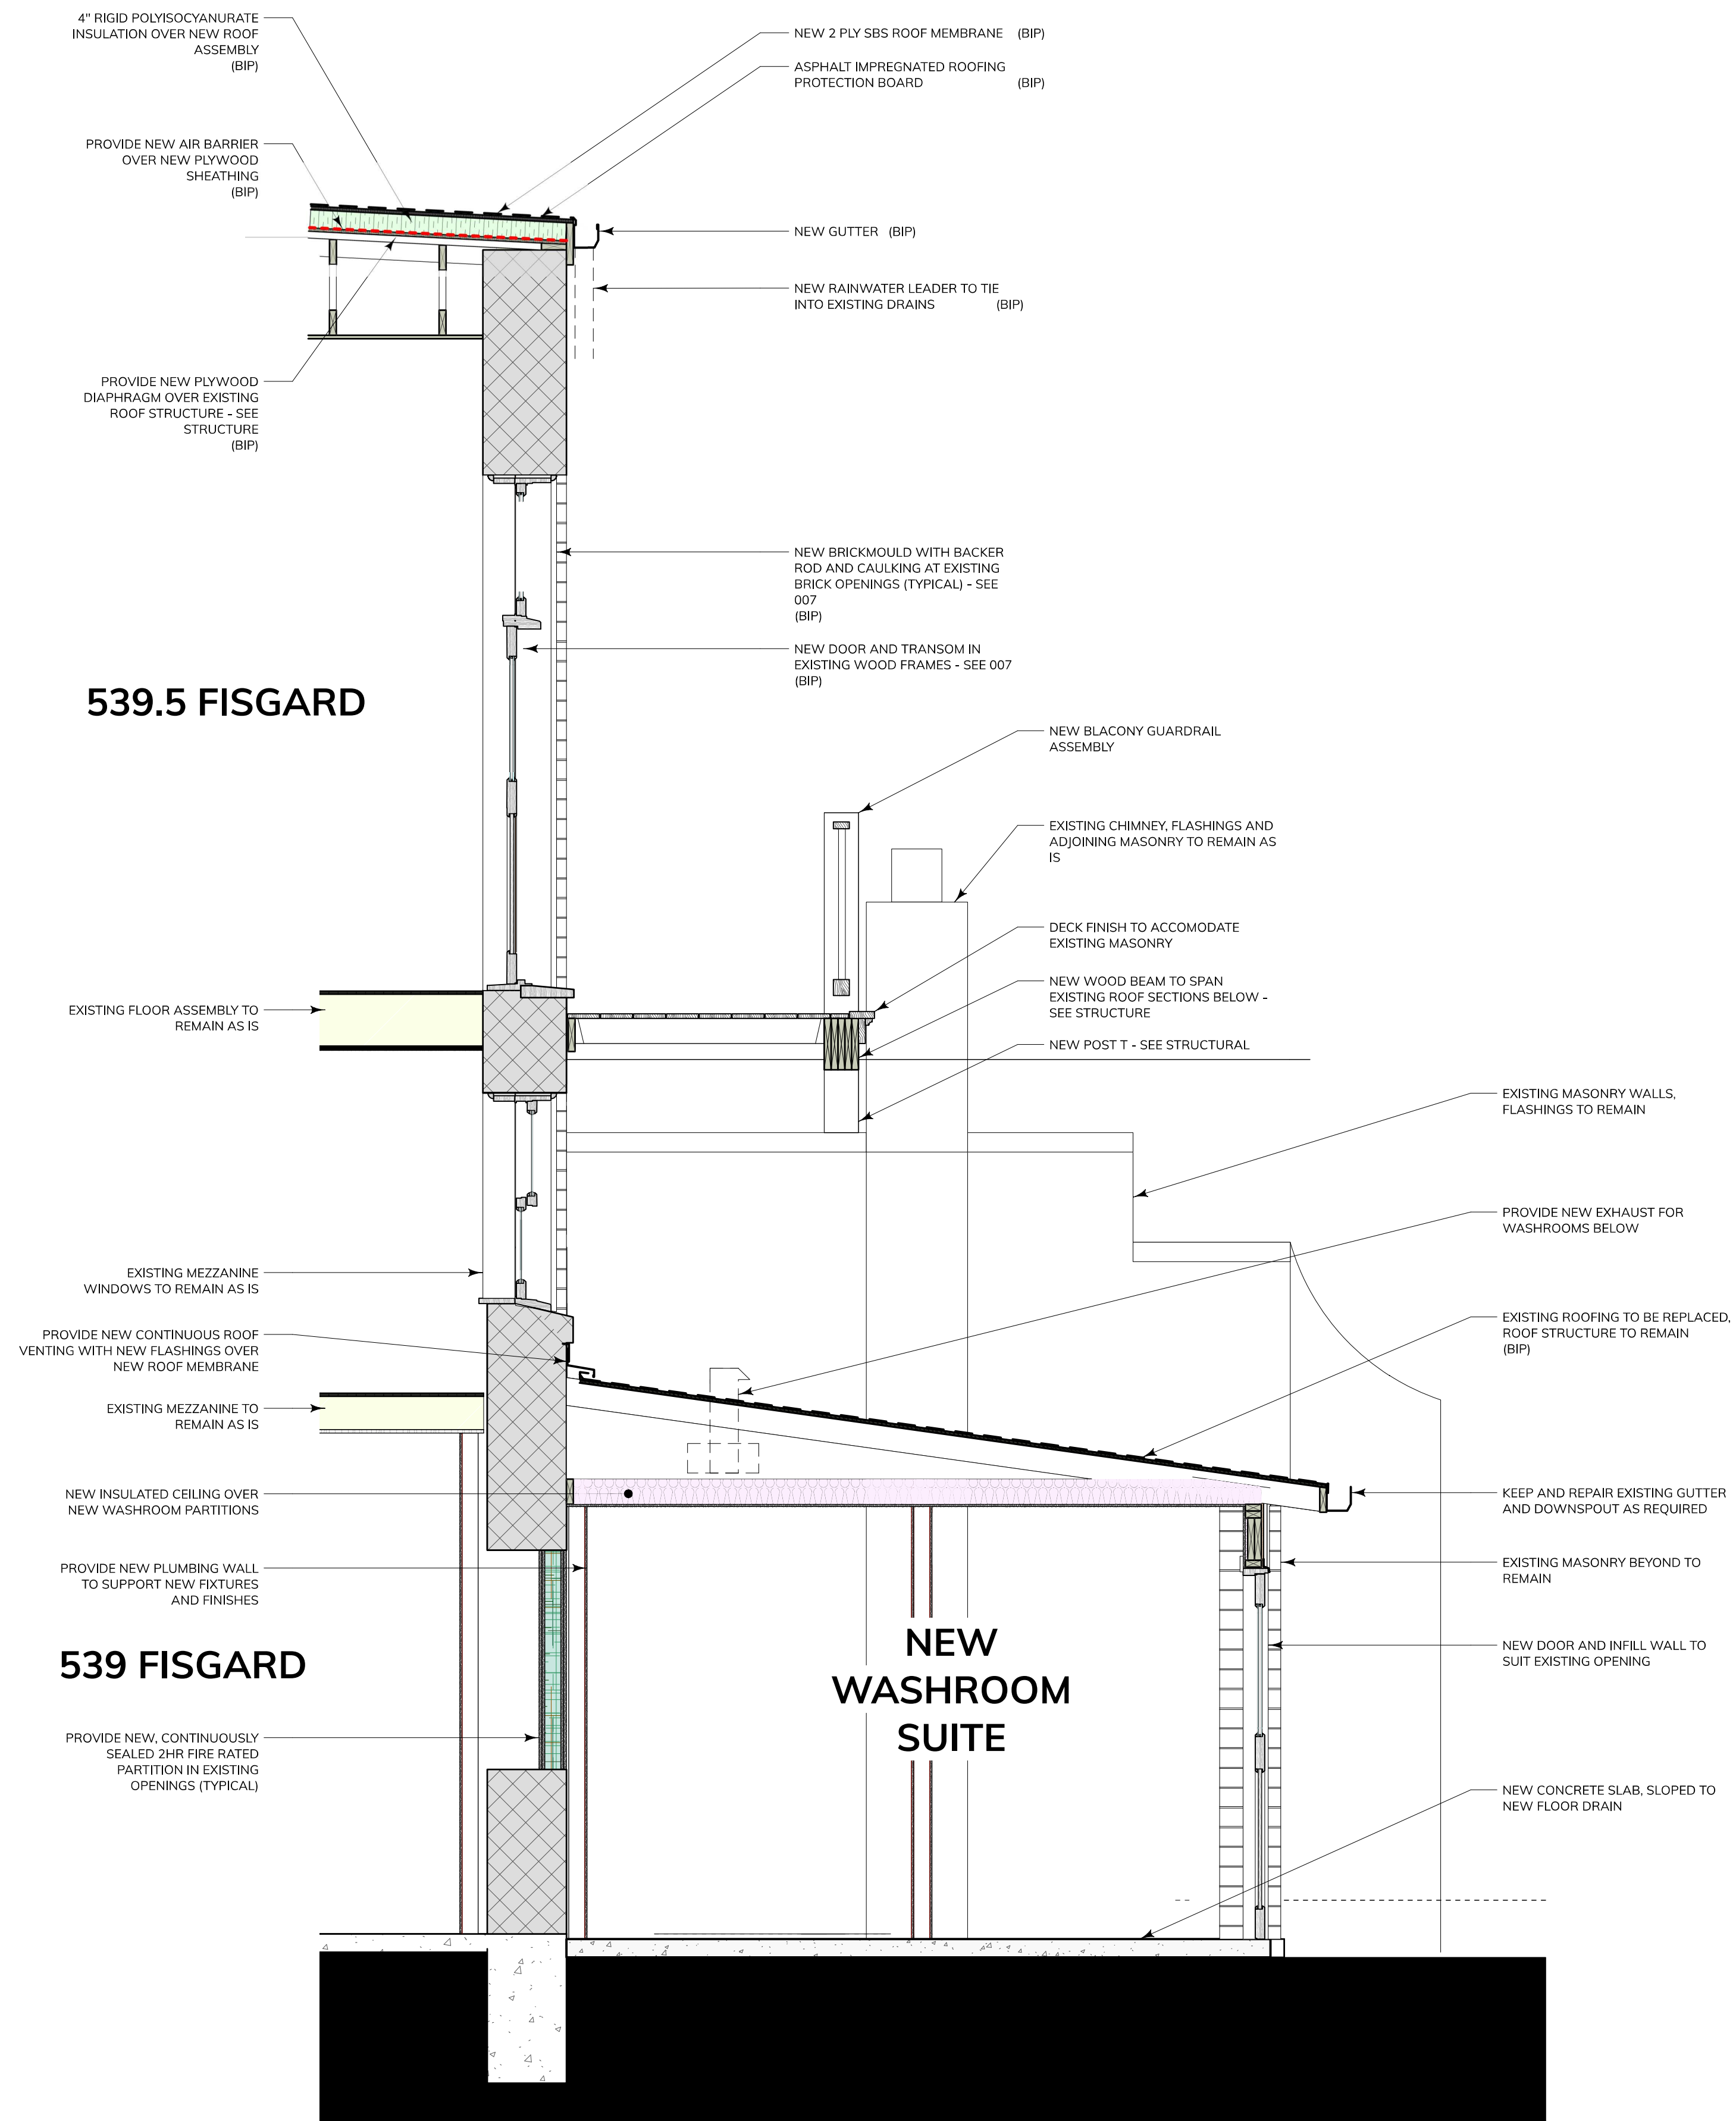 4" RIGID POLYISOCYANURATE
INSULATION OVER NEW ROOF
ASSEMBLY
(BIP)
PROVIDE NEW AIR BARRIER
OVER NEW PLYWOOD
SHEATHING
(BIP)
PROVIDE NEW PLYWOOD
DIAPHRAGM OVER EXISTING
ROOF STRUCTURE - SEE
STRUCTURE
(BIP)
NEW 2 PLY SBS ROOF MEMBRANE (BIP)
ASPHALT IMPREGNATED ROOFING
PROTECTION BOARD (BIP)
NEW GUTTER (BIP)
NEW RAINWATER LEADER TO TIE
INTO EXISTING DRAINS (BIP)
NEW BRICKMOULD WITH BACKER
ROD AND CAULKING AT EXISTING
BRICK OPENINGS (TYPICAL) - SEE
007
(BIP)
NEW DOOR AND TRANSOM IN
EXISTING WOOD FRAMES - SEE 007
(BIP)
539.5 FISGARD
NEW BLACONY GUARDRAIL
ASSEMBLY
EXISTING CHIMNEY, FLASHINGS AND
ADJOINING MASONRY TO REMAIN AS
IS
DECK FINISH TO ACCOMODATE
EXISTING MASONRY
NEW WOOD BEAM TO SPAN
EXISTING ROOF SECTIONS BELOW -
SEE STRUCTURE
NEW POST T - SEE STRUCTURAL
EXISTING FLOOR ASSEMBLY TO
REMAIN AS IS
EXISTING MASONRY WALLS,
FLASHINGS TO REMAIN
PROVIDE NEW EXHAUST FOR
WASHROOMS BELOW
EXISTING ROOFING TO BE REPLACED,
ROOF STRUCTURE TO REMAIN
(BIP)
EXISTING MEZZANINE
WINDOWS TO REMAIN AS IS
PROVIDE NEW CONTINUOUS ROOF
VENTING WITH NEW FLASHINGS OVER
NEW ROOF MEMBRANE
EXISTING MEZZANINE TO
REMAIN AS IS
NEW INSULATED CEILING OVER
NEW WASHROOM PARTITIONS
PROVIDE NEW PLUMBING WALL
TO SUPPORT NEW FIXTURES
AND FINISHES
539 FISGARD
PROVIDE NEW, CONTINUOUSLY
SEALED 2HR FIRE RATED
PARTITION IN EXISTING
OPENINGS (TYPICAL)
NEW
WASHROOM
SUITE
KEEP AND REPAIR EXISTING GUTTER
AND DOWNSPOUT AS REQUIRED
EXISTING MASONRY BEYOND TO
REMAIN
NEW DOOR AND INFILL WALL TO
SUIT EXISTING OPENING
NEW CONCRETE SLAB, SLOPED TO
NEW FLOOR DRAIN